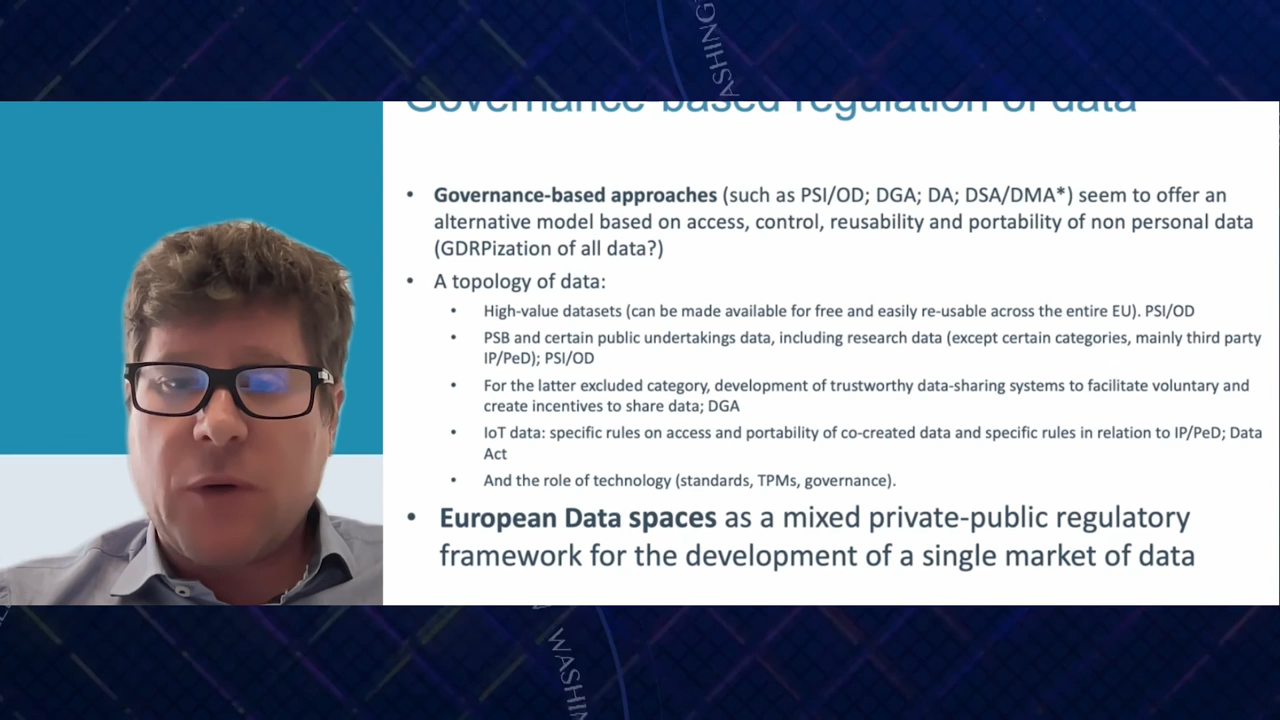 ASHING
Governance-based regulation of data
• Governance-based approaches (such as PSI/OD; DGA; DA; DSA/DMA*) seem to offer an
alternative model based on access, control, reusability and portability of non personal data
(GDRPization of all data?)
• A topology of data:
• High-value datasets (can be made available for free and easily re-usable across the entire EU). PSI/OD
• PSB and certain public undertakings data, including research data (except certain categories, mainly third party
IP/PeD); PSI/OD
• For the latter excluded category, development of trustworthy data-sharing systems to facilitate voluntary and
create incentives to share data; DGA
• IoT data: specific rules on access and portability of co-created data and specific rules in relation to IP/PeD; Data
Act
• And the role of technology (standards, TPMs, governance).
• European Data spaces as a mixed private-public regulatory
framework for the development of a single market of data
WASHIN